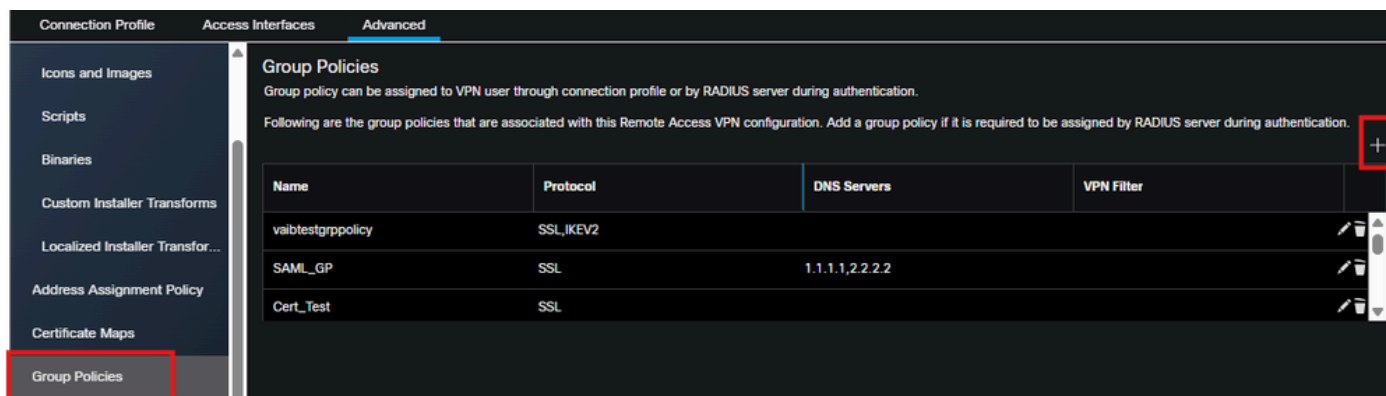 Connection Profile Access Interfaces Advanced
Icons and Images
Scripts
Binaries
Custom Installer Transforms
Localized Installer Transfor...
Address Assignment Policy
Certificate Maps
Group Policies
Group Policies
Group policy can be assigned to VPN user through connection profile or by RADIUS server during authentication.
Following are the group policies that are associated with this Remote Access VPN configuration. Add a group policy if it is required to be assigned by RADIUS server during authentication.
+
Name Protocol DNS Servers VPN Filter
vaibtestgrppolicy SSL,IKEV2
SAML_GP SSL 1.1.1.1,2.2.2.2
Cert_Test SSL